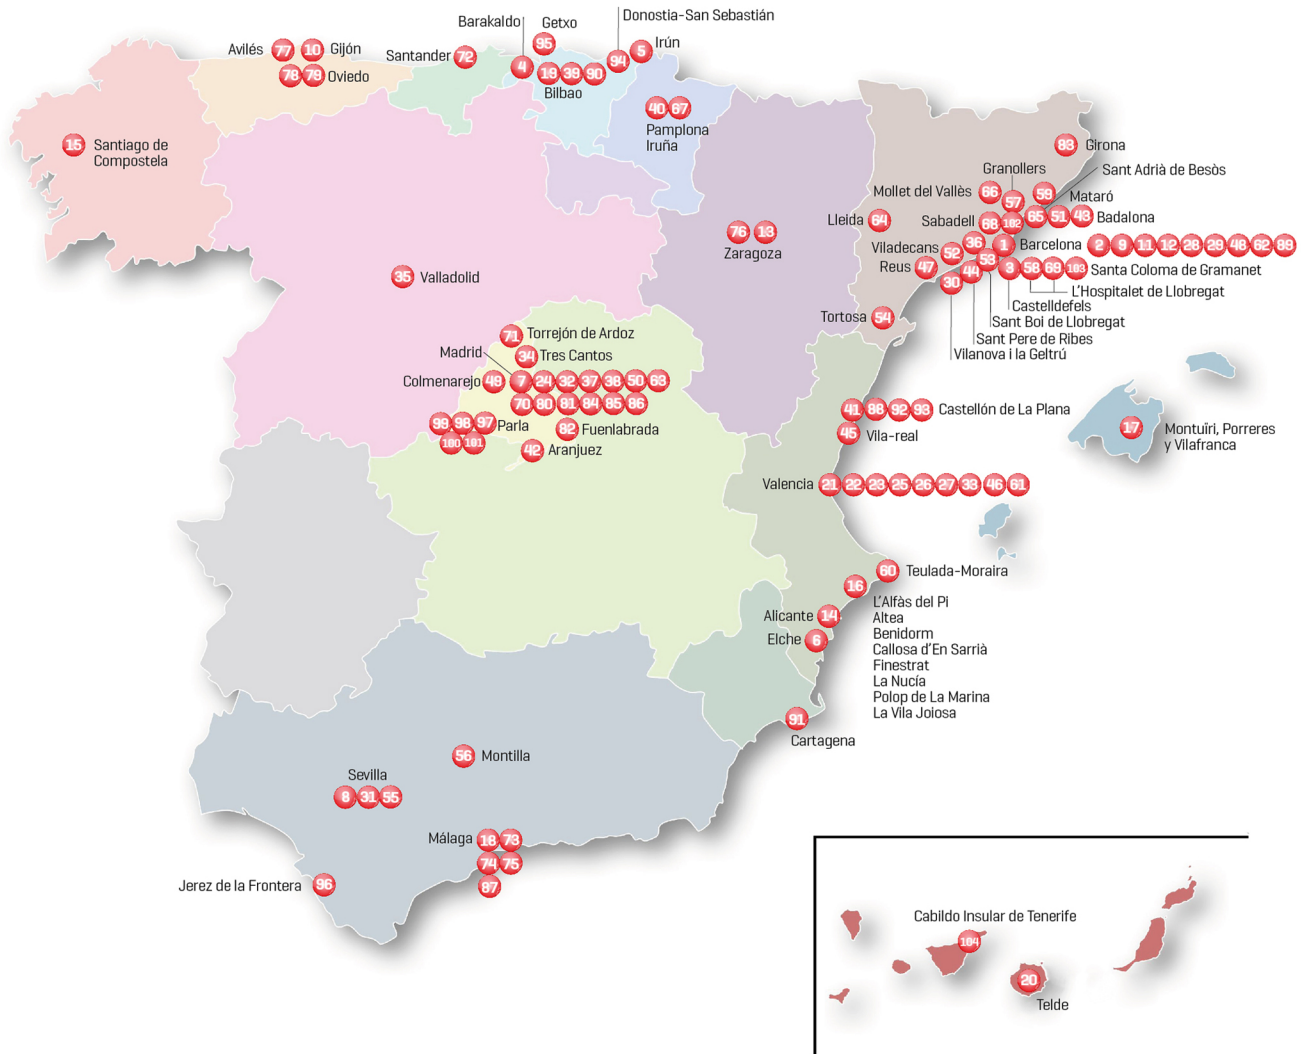 Barakaldo
Getxo
Donostia-San Sebastián
Avilés 77 10 Gijón
Santander 72
95
5 Irún
4
94
78 79 Oviedo
19 39 90
Bilbao
40 67
Pamplona
Iruña
15 Santiago de
Compostela
83 Girona
Granollers
Sant Adrià de Besòs
Mollet del Vallès 66
57
59
Mataró
Lleida 64
Sabadell 68 102
65 51 43 Badalona
76 13
Zaragoza
Viladecans 52
36
1 Barcelona 2 9 11 12 28 29 48 62 89
Reus 47
30
44
53
3 58 69 103 Santa Coloma de Gramanet
L'Hospitalet de Llobregat
Castelldefels
Sant Boi de Llobregat
Sant Pere de Ribes
Vilanova i la Geltrú
35 Valladolid
Tortosa 54
71 Torrejón de Ardoz
Madrid
34 Tres Cantos
Colmenarejo 49
7 24 32 37 38 50 63
70 80 81 84 85 86
99 98 97 Parla
100 101
82 Fuenlabrada
42 Aranjuez
41 88 92 93 Castellón de La Plana
45 Vila-real
17 Montuïri, Porreres
y Vilafranca
Valencia 21 22 23 25 26 27 33 46 61
60 Teulada-Moraira
16
L'Alfàs del Pi
Altea
Benidorm
Callosa d'En Sarrià
Finestrat
La Nucía
Polop de La Marina
La Vila Joiosa
Alicante 14
Elche 6
91
Cartagena
56 Montilla
Sevilla
8 31 55
Málaga 18 73
74 75
87
Jerez de la Frontera 96
Cabildo Insular de Tenerife
104
20
Telde